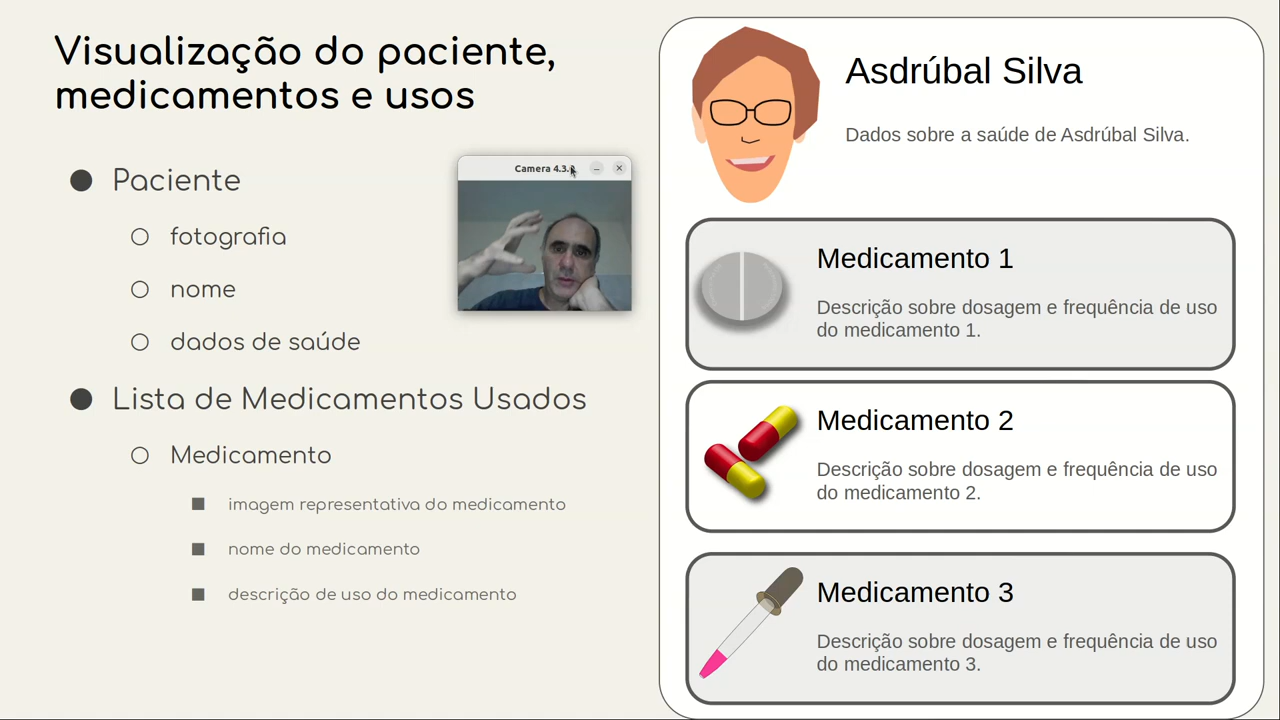 Visualização do paciente,
medicamentos e usos
Paciente
fotografia
nome
dados de saúde
Lista de Medicamentos Usados
Medicamento
imagem representativa do medicamento
nome do medicamento
descrição de uso do medicamento
Asdrúbal Silva
Dados sobre a saúde de Asdrúbal Silva.
Medicamento 1
Descrição sobre dosagem e frequência de uso
do medicamento 1.
Medicamento 2
Descrição sobre dosagem e frequência de uso
do medicamento 2.
Medicamento 3
Descrição sobre dosagem e frequência de uso
do medicamento 3.
Camera